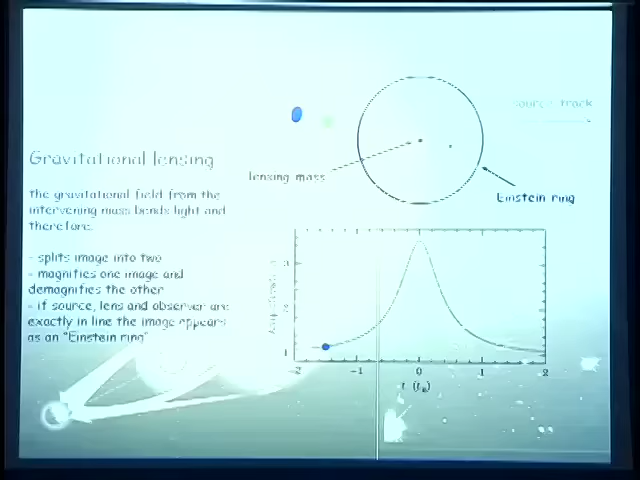 source track
Gravitational lensing
lensing mass
Einstein ring
the gravitational field from the
intervening mass bends light and
therefore:
- splits image into two
- magnifies one image and
demagnifies the other
- if source, lens and observer are
exactly in line the image appears
as an "Einstein ring"
3
2
1
-2 -1 0 1 2
t (t